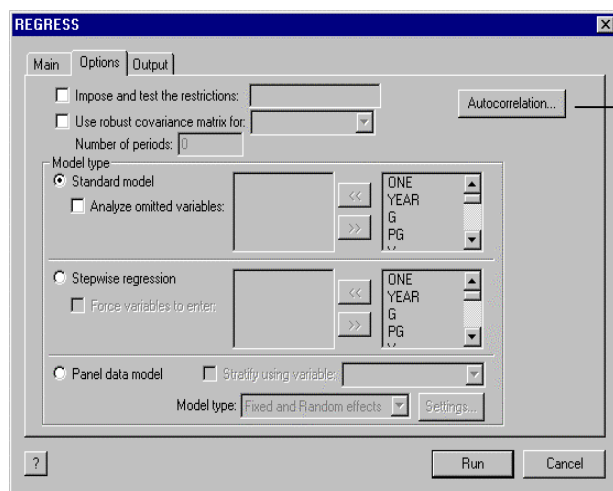 REGRESS
Main
Options
Output
Impose and test the restrictions:
Autocorrelation...
Use robust covariance matrix for:
Number of periods: 0
Model type
Standard model
Analyze omitted variables:
<<
>>
ONE
YEAR
G
PG
Stepwise regression
Force variables to enter:
<<
>>
ONE
YEAR
G
PG
Panel data model
Stratify using variable:
Model type: Fixed and Random effects
Settings...
?
Run
Cancel